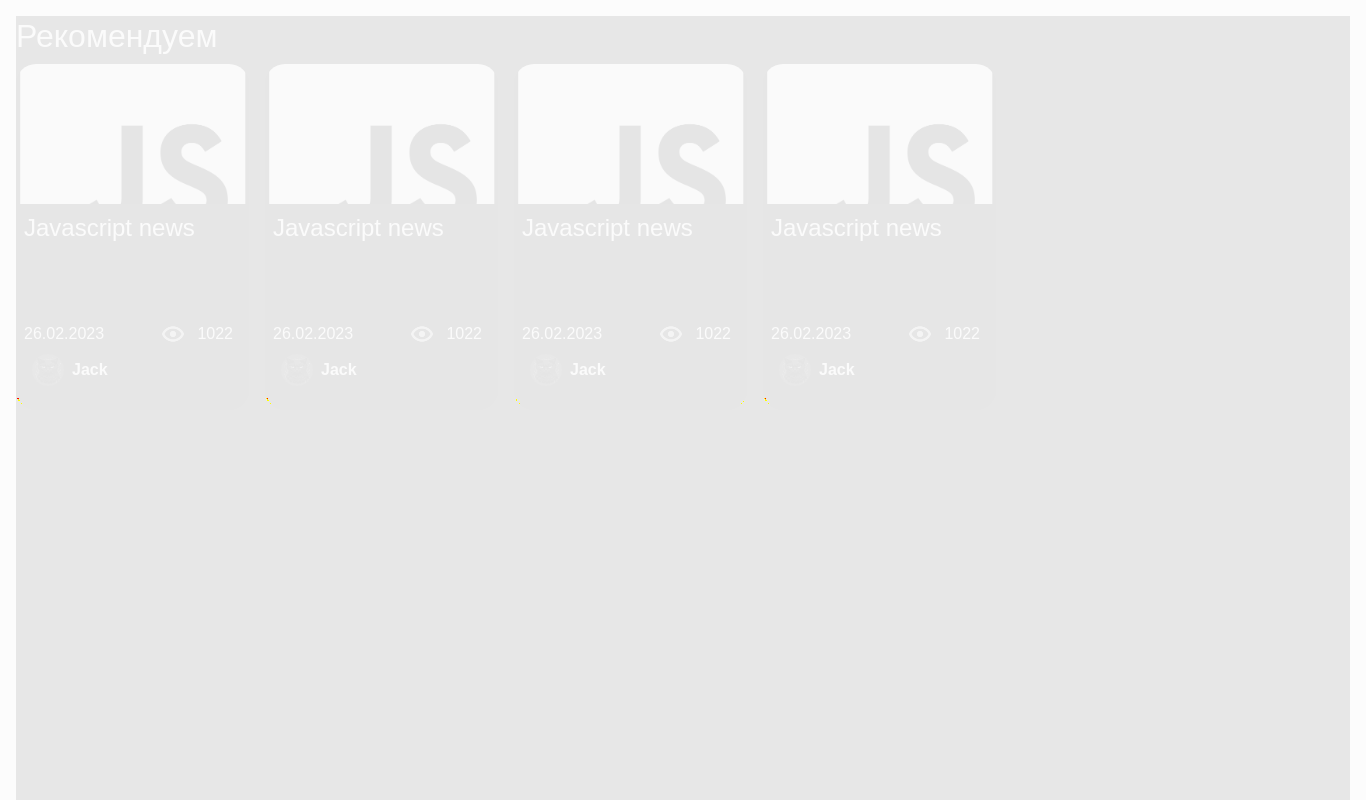 Рекомендуем
JS JS JS JS
Javascript news Javascript news Javascript news Javascript news
26.02.2023 1022 26.02.2023 1022 26.02.2023 1022 26.02.2023 1022
Jack Jack Jack Jack